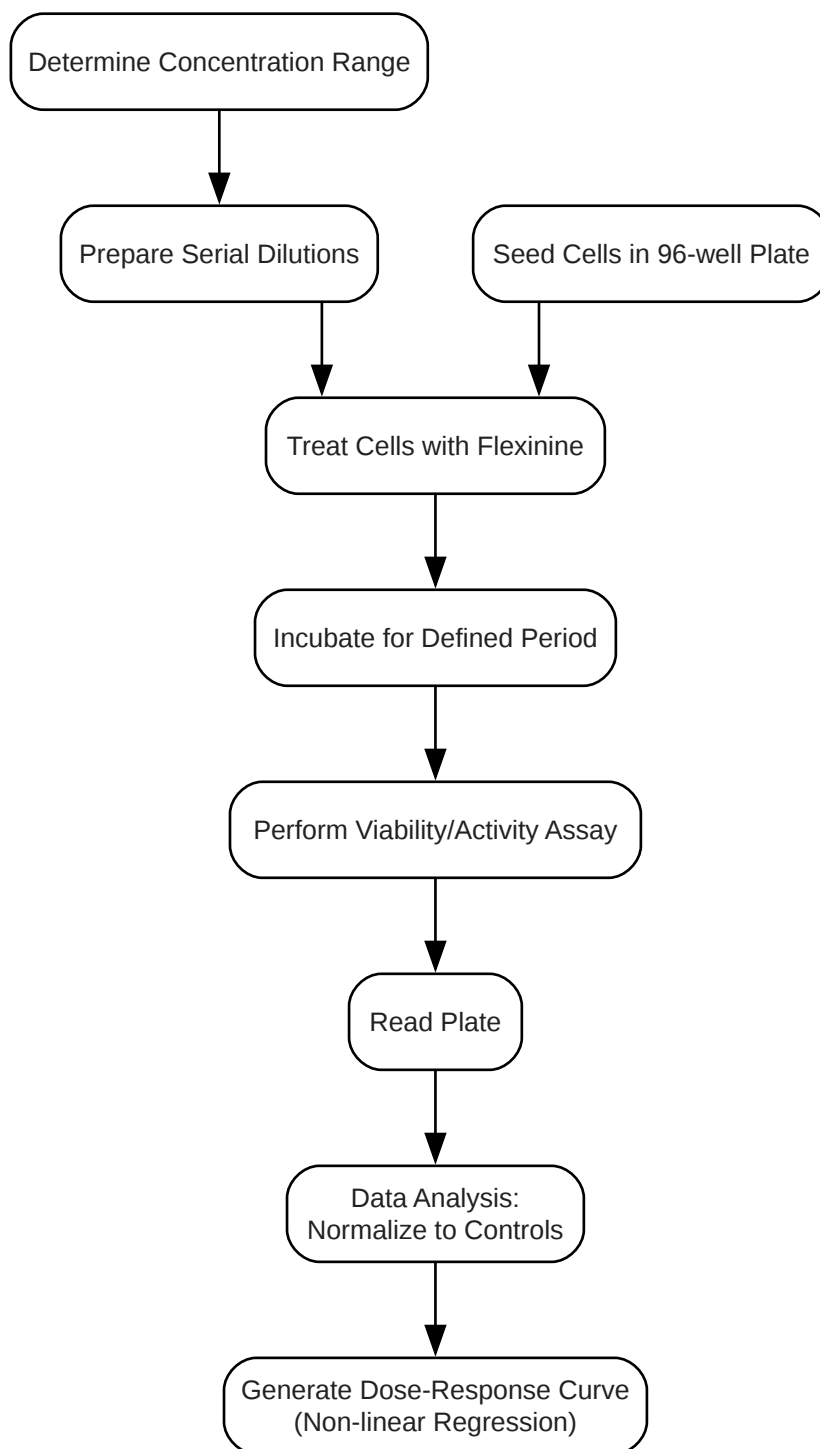 Determine Concentration Range
Prepare Serial Dilutions
Seed Cells in 96-well Plate
Treat Cells with Flexinine
Incubate for Defined Period
Perform Viability/Activity Assay
Read Plate
Data Analysis:
Normalize to Controls
Generate Dose-Response Curve
(Non-linear Regression)